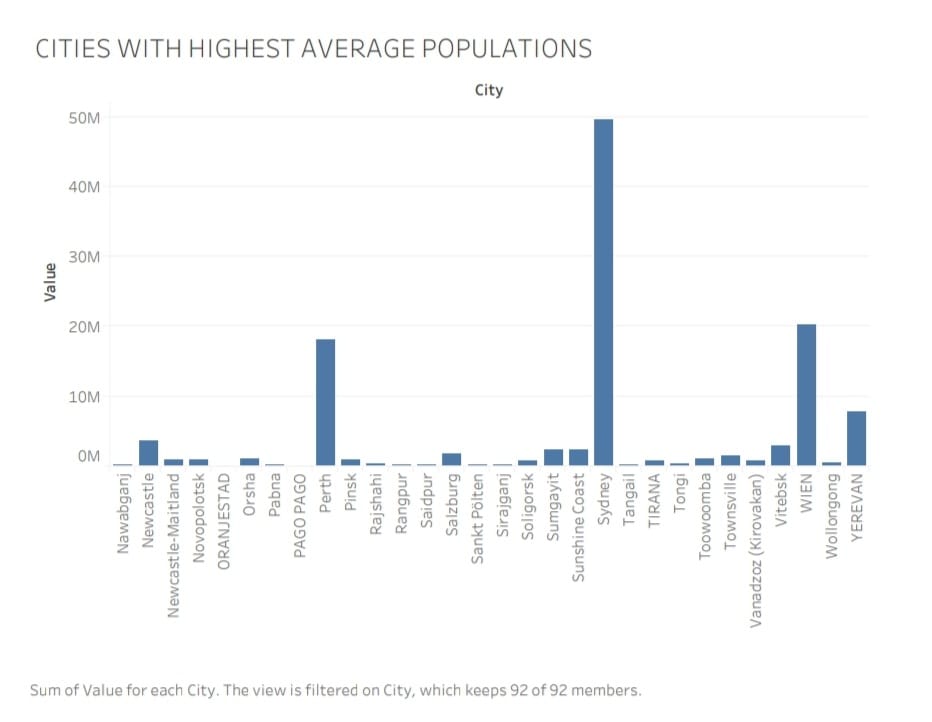 CITIES WITH HIGHEST AVERAGE POPULATIONS
City
Value
50M
40M
30M
20M
10M
0M
Nawabganj
Newcastle
Newcastle-Maitland
Novopolotsk
ORANJESTAD
Orsha
Pabna
PAGO PAGO
Perth
Pinsk
Rajshahi
Rangpur
Saidpur
Salzburg
Sankt Pölten
Sirajganj
Soligorsk
Sumgayit
Sunshine Coast
Sydney
Tangail
TIRANA
Tongi
Toowoomba
Townsville
Vanadzoz (Kirovakan)
Vitebsk
WIEN
Wollongong
YEREVAN
Sum of Value for each City. The view is filtered on City, which keeps 92 of 92 members.